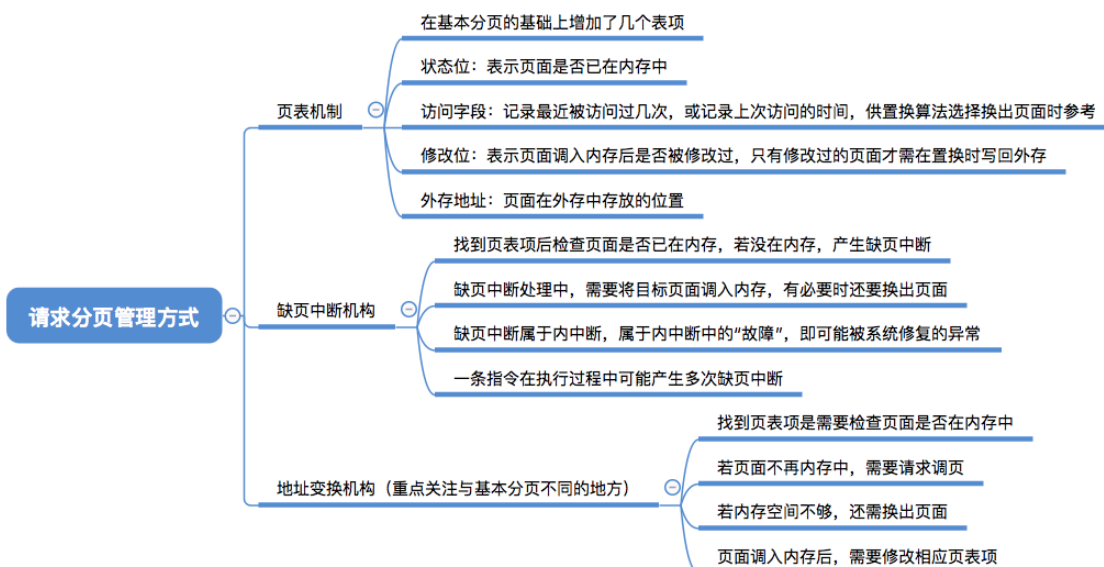 请求分页管理方式
页表机制
在基本分页的基础上增加了几个表项
状态位：表示页面是否已在内存中
访问字段：记录最近被访问过几次，或记录上次访问的时间，供置换算法选择换出页面时参考
修改位：表示页面调入内存后是否被修改过，只有修改过的页面才需在置换时写回外存
外存地址：页面在外存中存放的位置
缺页中断机构
找到页表项后检查页面是否已在内存，若没在内存，产生缺页中断
缺页中断处理中，需要将目标页面调入内存，有必要时还要换出页面
缺页中断属于内中断，属于内中断中的“故障”，即可能被系统修复的异常
一条指令在执行过程中可能产生多次缺页中断
地址变换机构（重点关注与基本分页不同的地方）
找到页表项是需要检查页面是否在内存中
若页面不再内存中，需要请求调页
若内存空间不够，还需换出页面
页面调入内存后，需要修改相应页表项